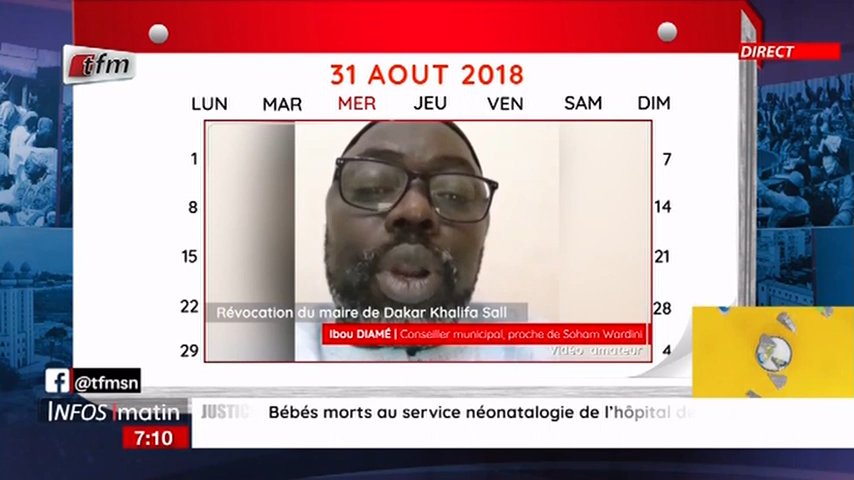 tfm
DIRECT
31 AOUT 2018
LUN MAR MER JEU VEN SAM DIM
1 7
8 14
15 21
22 28
29 4
Révocation du maire de Dakar Khalifa Sall
Ibou DIAMÉ | Conseiller municipal, proche de Soham Wardini
Vidéo amateur
@tfmsn
INFOS matin
JUSTIC Bébés morts au service néonatalogie de l'hôpital de
7:10